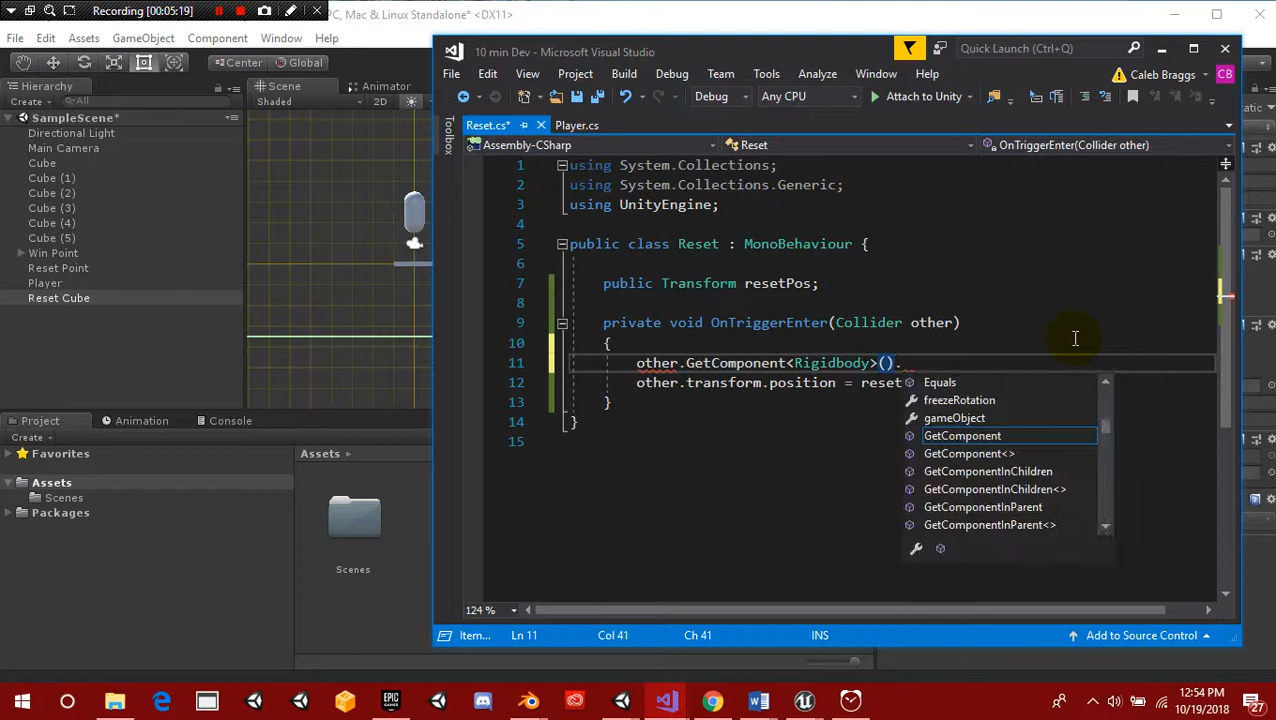 Recording [00:05:19]
PC, Mac & Linux Standalone* <DX11>
File Edit Assets GameObject Component Window Help
Center Global
Hierarchy
Create All
SampleScene*
Directional Light
Main Camera
Cube
Cube (1)
Cube (2)
Cube (3)
Cube (4)
Cube (5)
Win Point
Reset Point
Player
Reset Cube
Scene Animator
Shaded 2D
Project Animation Console
Create
Favorites
Assets
Scenes
Packages
Assets
Scenes
10 min Dev - Microsoft Visual Studio
Quick Launch (Ctrl+Q)
File Edit View Project Build Debug Team Tools Analyze Window Help
Caleb Braggs CB
Debug Any CPU Attach to Unity
Toolbox
Reset.cs* Player.cs
Assembly-CSharp Reset OnTriggerEnter(Collider other)
1 using System.Collections;
2 using System.Collections.Generic;
3 using UnityEngine;
4
5 public class Reset : MonoBehaviour {
6
7 public Transform resetPos;
8
9 private void OnTriggerEnter(Collider other)
10 {
11 other.GetComponent<Rigidbody>().
12 other.transform.position = reset
13 }
14 }
15
Equals
freezeRotation
gameObject
GetComponent
GetComponent<>
GetComponentInChildren
GetComponentInChildren<>
GetComponentInParent
GetComponentInParent<>
124 %
Item... Ln 11 Col 41 Ch 41 INS Add to Source Control
EPIC GAMES
12:54 PM
10/19/2018
27